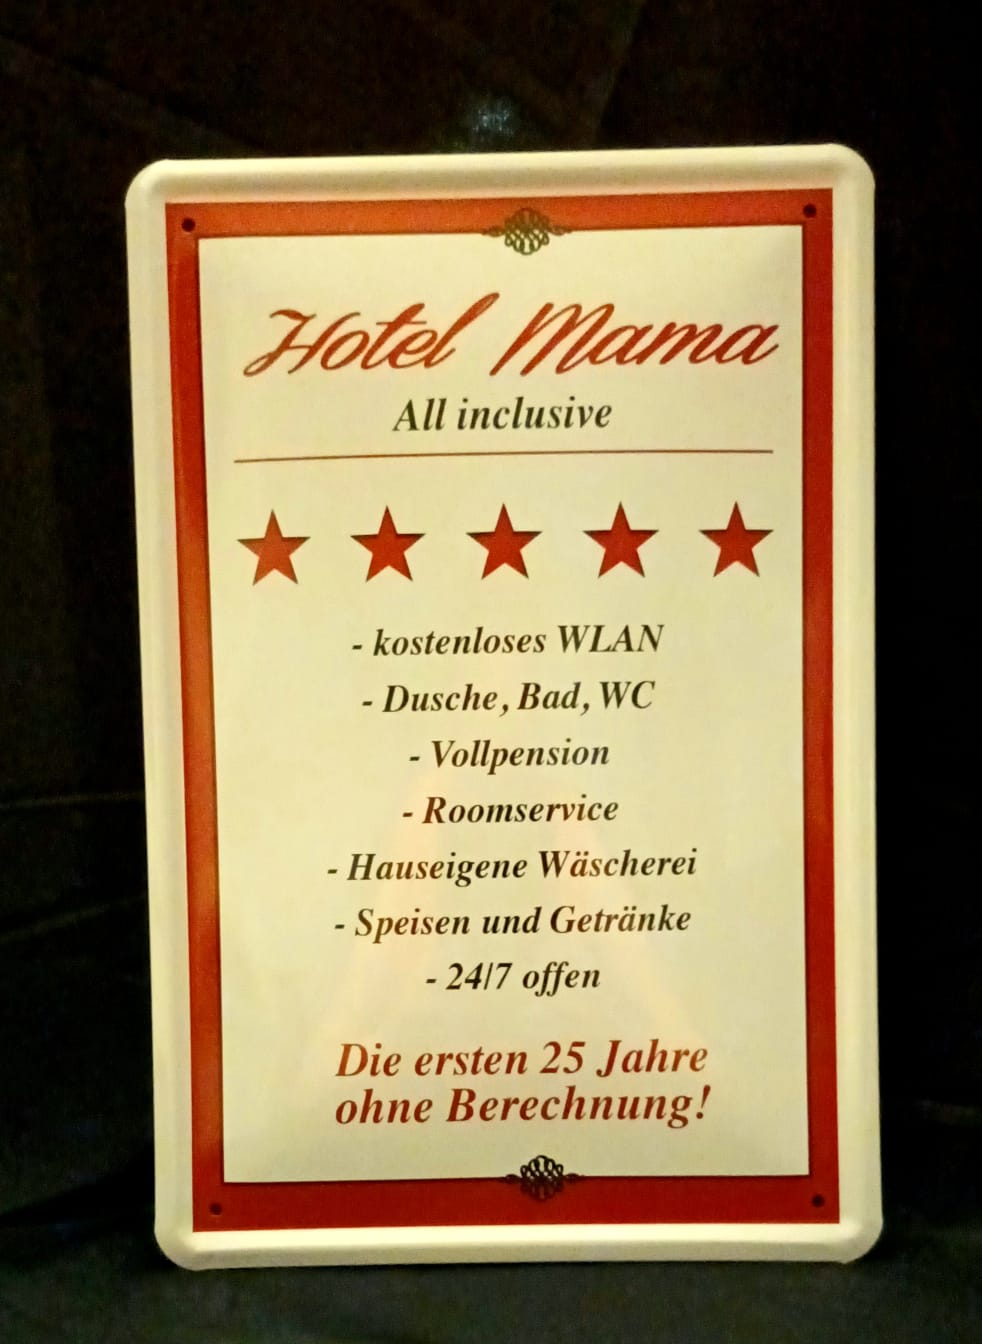 Hotel Mama
All inclusive
- kostenloses WLAN
- Dusche, Bad, WC
- Vollpension
- Roomservice
- Hauseigene Wäscherei
- Speisen und Getränke
- 24/7 offen
Die ersten 25 Jahre
ohne Berechnung!